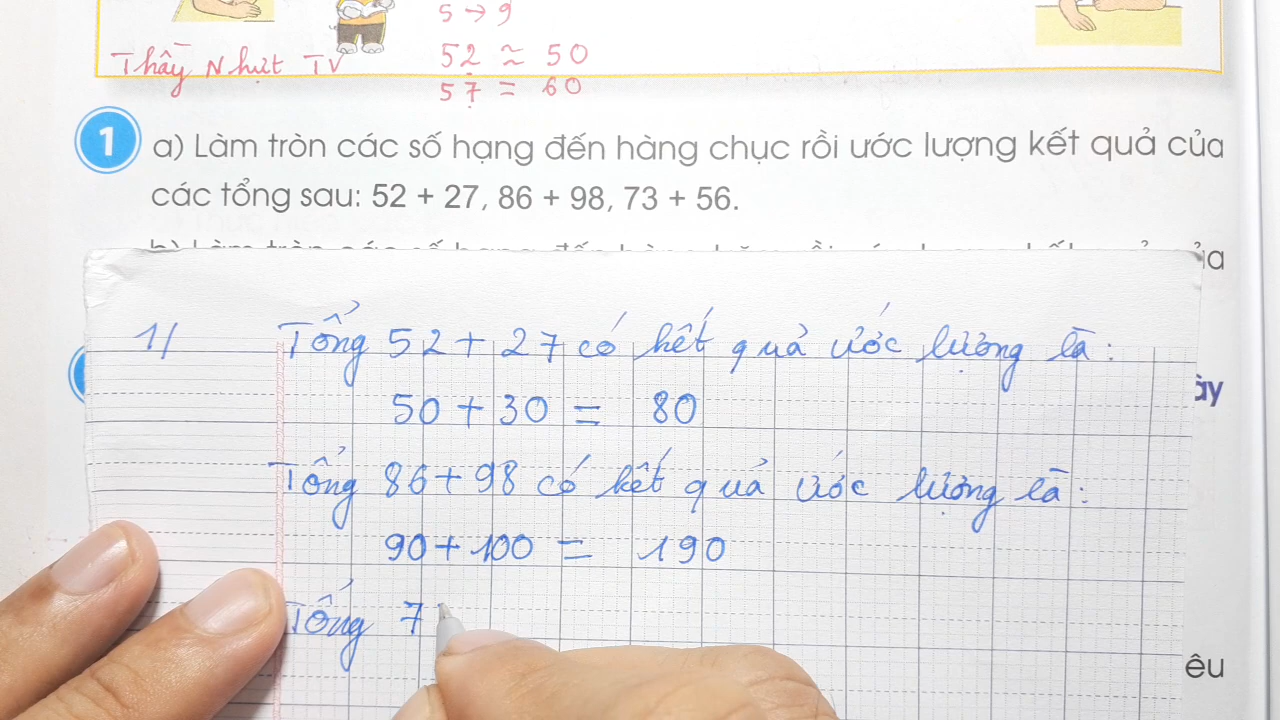 5 → 9
52 ≈ 50
Thầy Nhựt TV
57 = 60
1 a) Làm tròn các số hạng đến hàng chục rồi ước lượng kết quả của
các tổng sau: 52 + 27, 86 + 98, 73 + 56.
ủa
1/ Tổng 52 + 27 có kết quả ước lượng là:
ày
50 + 30 = 80
Tổng 86 + 98 có kết quả ước lượng là:
90 + 100 = 190
Tổng 7
êu